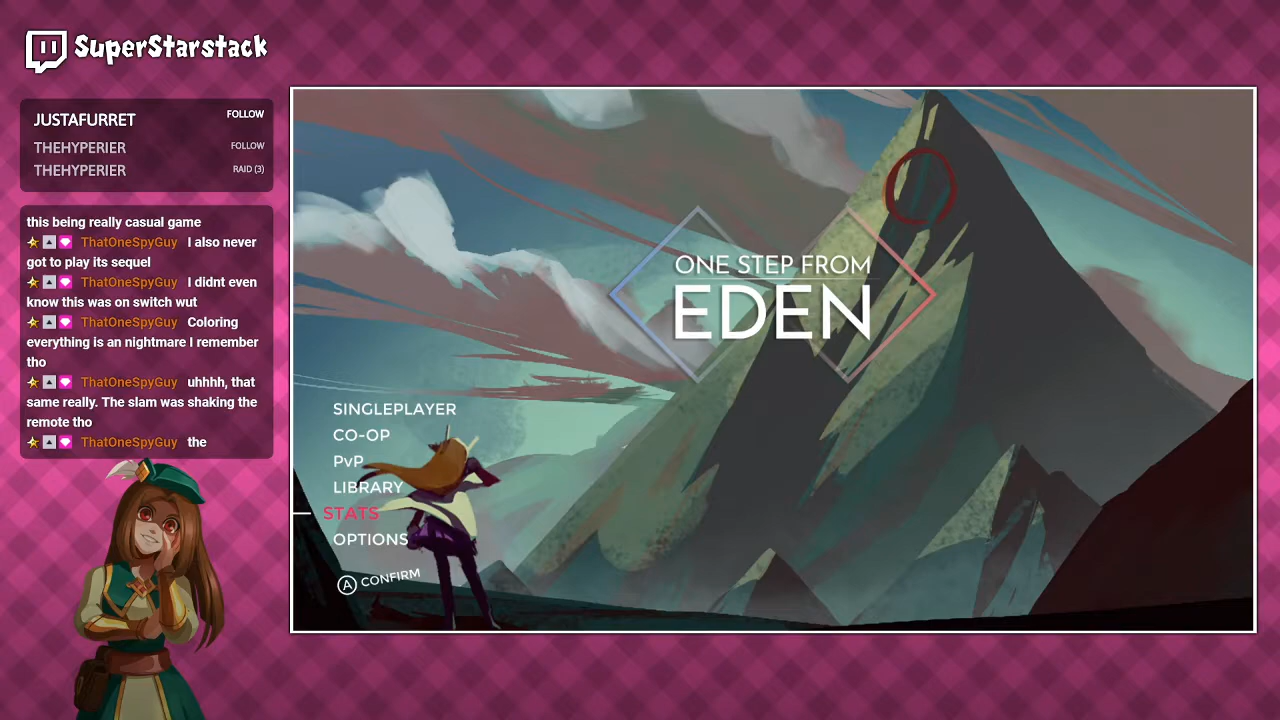 SuperStarstack
JUSTAFURRET FOLLOW
THEHYPERIER FOLLOW
THEHYPERIER RAID (3)
this being really casual game
ThatOneSpyGuy I also never
got to play its sequel
ThatOneSpyGuy I didnt even
know this was on switch wut
ThatOneSpyGuy Coloring
everything is an nightmare I remember
tho
ThatOneSpyGuy uhhhh, that
same really. The slam was shaking the
remote tho
ThatOneSpyGuy the
ONE STEP FROM
EDEN
SINGLEPLAYER
CO-OP
PvP
LIBRARY
STATS
OPTIONS
A CONFIRM